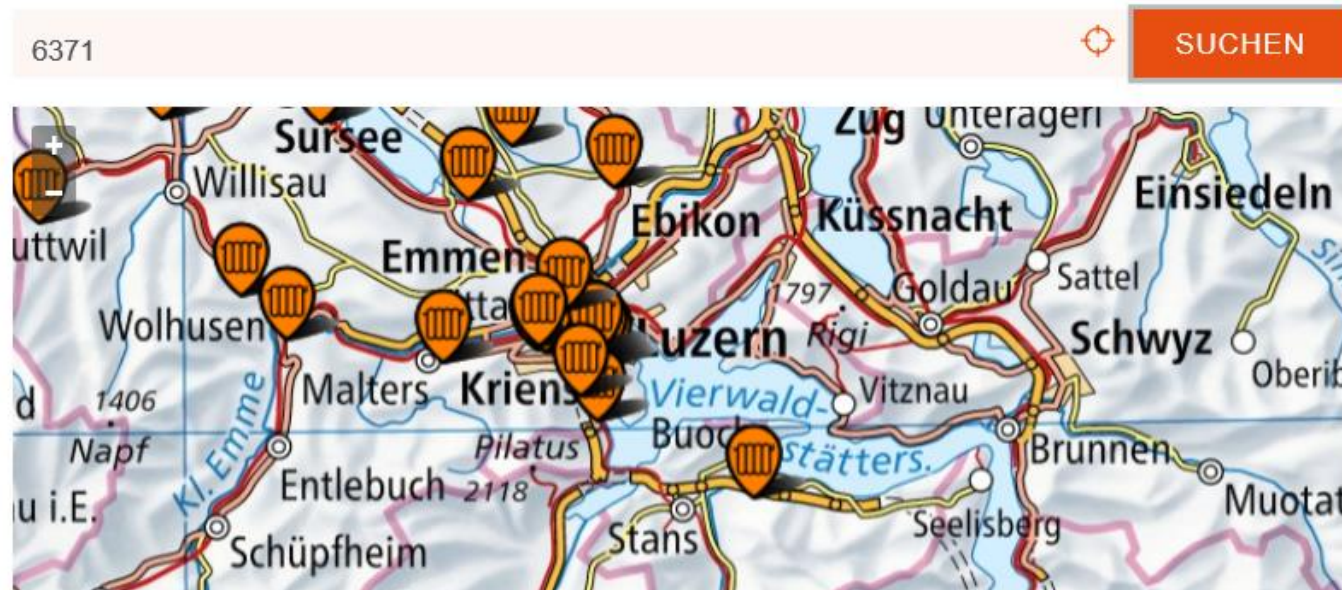 6371
SUCHEN
Zug Unterägeri
+
Sursee
Willisau
−
Einsiedeln
Ebikon
Küssnacht
uttwil
Emmen
Sattel
1797
Goldau
Wolhusen
Luzern
Rigi
Schwyz
Malters
Kriens
Vierwald-
Vitznau
Oberib
d
1406
Napf
Kl. Emme
Pilatus
stätters.
Brunnen
Entlebuch
2118
u i.E.
Muotat
Stans
Seelisberg
Schüpfheim